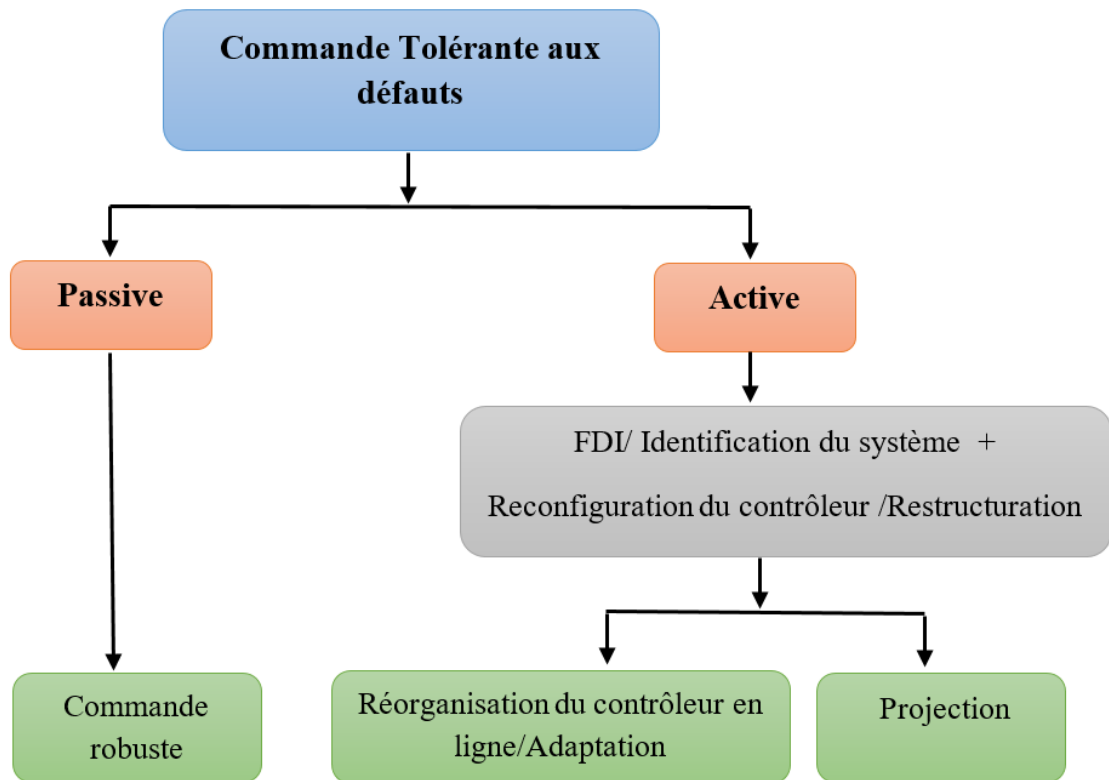 Commande Tolérante aux
défauts
Passive
Active
FDI/ Identification du système +
Reconfiguration du contrôleur /Restructuration
Commande
robuste
Réorganisation du contrôleur en
ligne/Adaptation
Projection